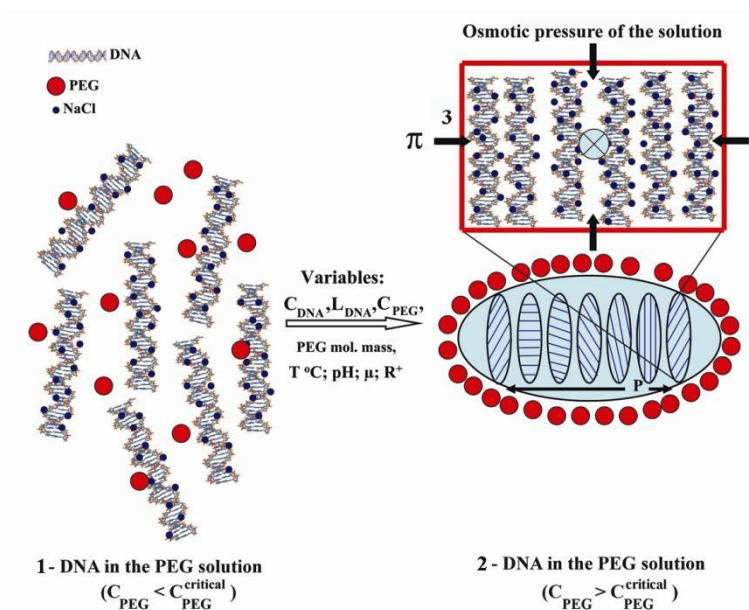 DNA
PEG
NaCl
Osmotic pressure of the solution
3
π
Variables:
C_DNA,L_DNA,C_PEG,
PEG mol. mass,
T °C; pH; μ; R⁺
P
1 - DNA in the PEG solution
(C_PEG < C_PEG^critical)
2 - DNA in the PEG solution
(C_PEG > C_PEG^critical)